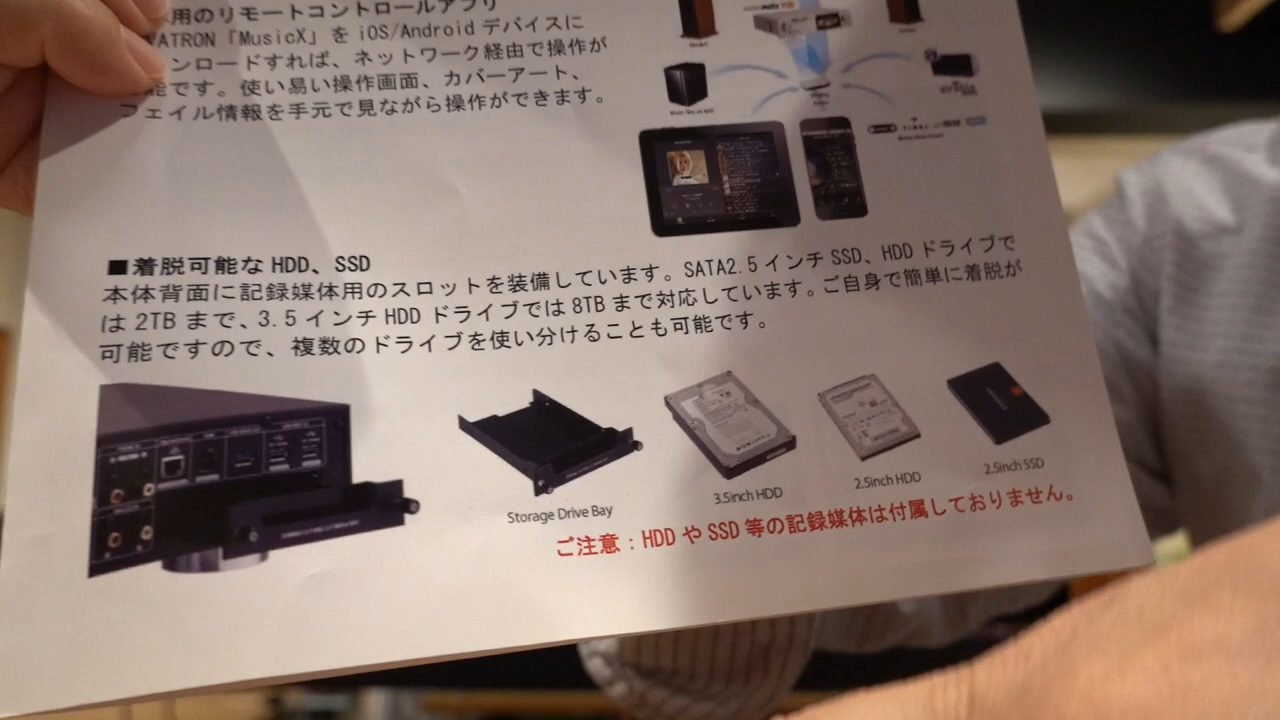 用のリモートコントロールアプリ
ATRON「MusicX」を iOS/Android デバイスに
ンロードすれば、ネットワーク経由で操作が
能です。使い易い操作画面、カバーアート、
ファイル情報を手元で見ながら操作ができます。
■着脱可能な HDD、SSD
本体背面に記録媒体用のスロットを装備しています。SATA2.5 インチ SSD、HDD ドライブで
は 2TB まで、3.5 インチ HDD ドライブでは 8TB まで対応しています。ご自身で簡単に着脱が
可能ですので、複数のドライブを使い分けることも可能です。
Storage Drive Bay
3.5inch HDD
2.5inch HDD
2.5inch SSD
ご注意：HDD や SSD 等の記録媒体は付属しておりません。